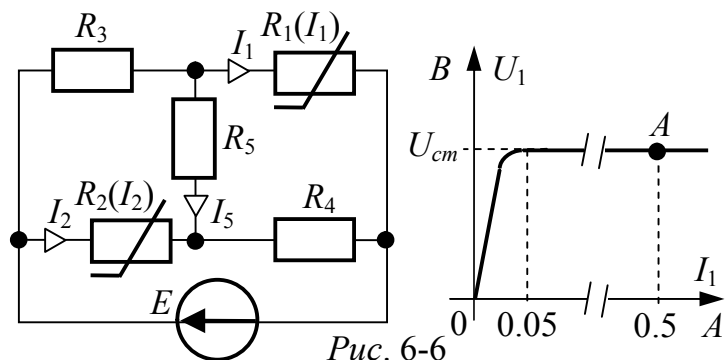 R₃
R₁(I₁)
I₁
R₅
R₂(I₂)
I₂
I₅
R₄
E
B
U₁
U_cm
A
I₁
0
0.05
0.5
A
Рис. 6-6